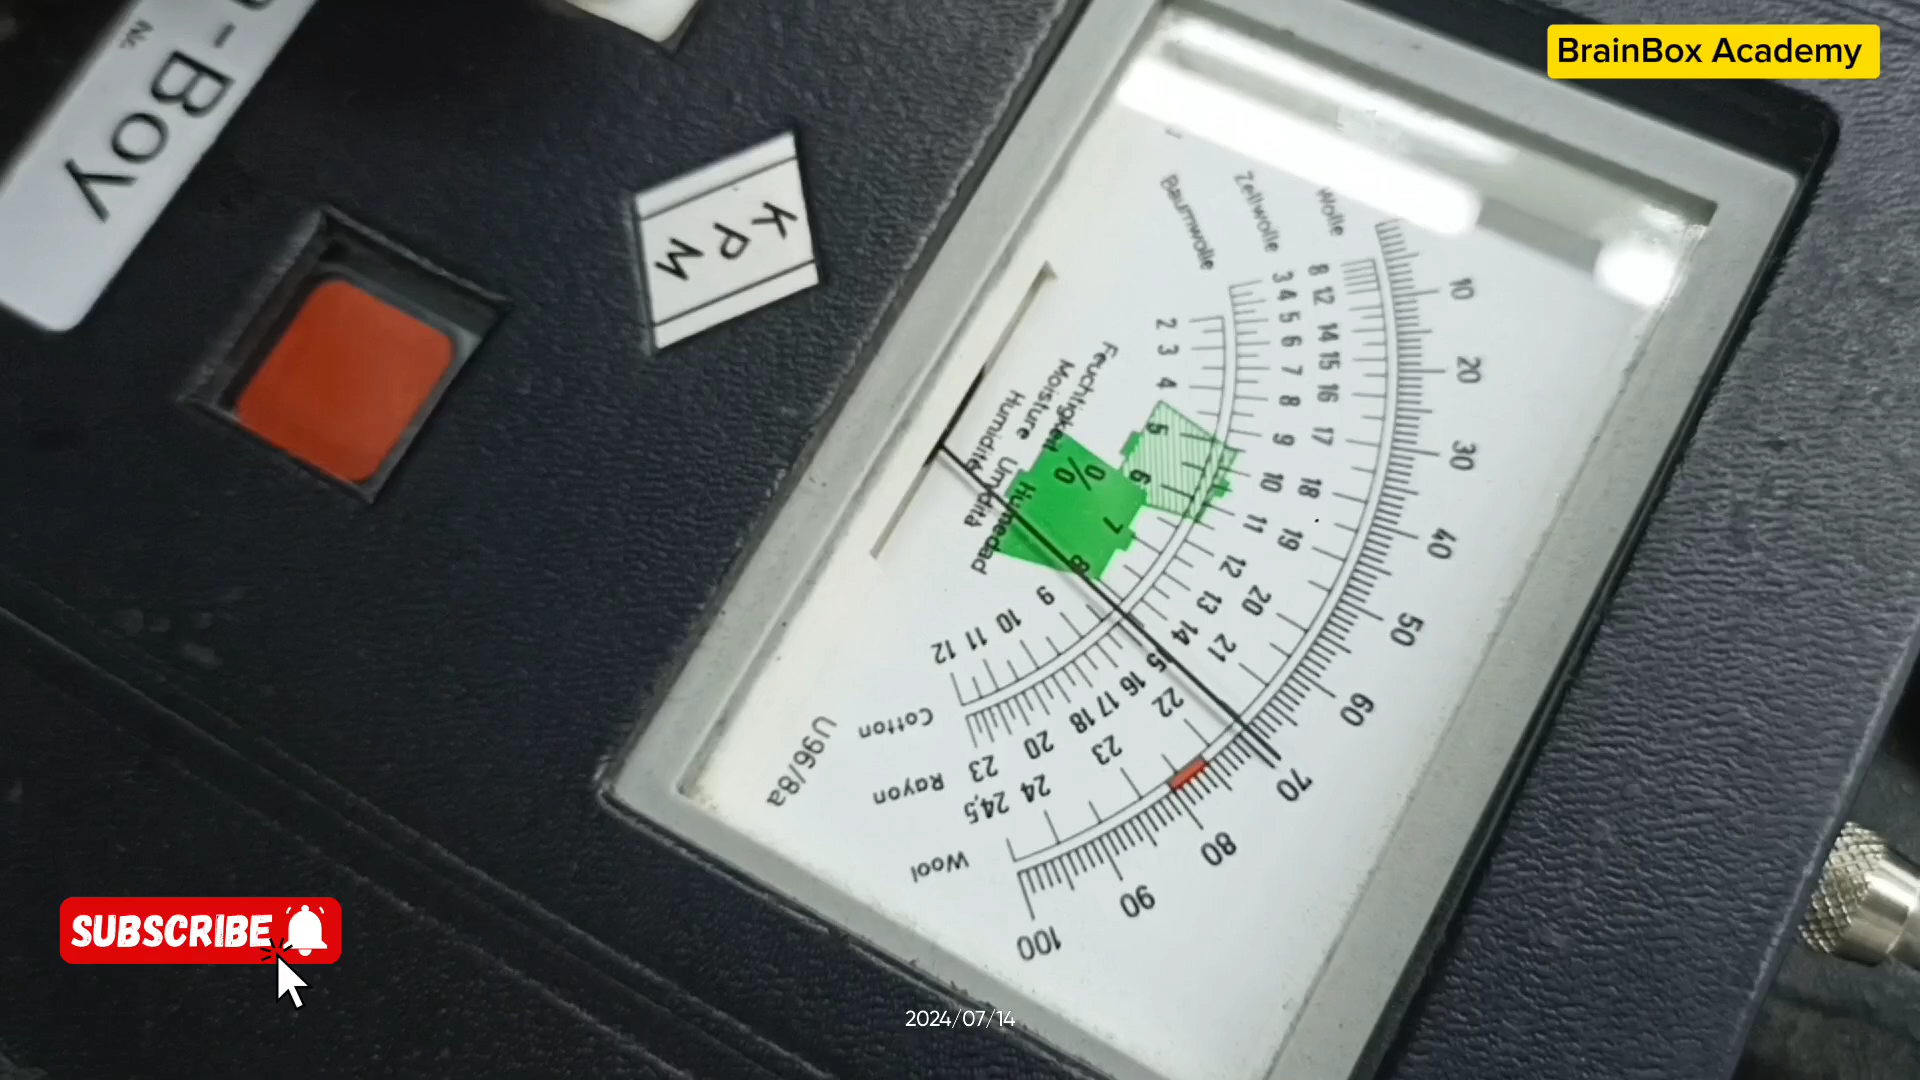 BrainBox Academy
-Boy
Nr.
KPM
Baumwolle
Zellwolle
Wolle
10 20 30 40 50 60 70 80 90 100
8 12 14 15 16 17 18 19 20 21 22 23 24 24,5
3 4 5 6 7 8 9 10 11 12 13 14 15 16 17 18 20 23
2 3 4 5 6 7 8 9 10 11 12
Feuchtigkeit
Moisture %
Humidité
Umidità
Humedad
Cotton
Rayon
Wool
U96/8a
SUBSCRIBE
2024/07/14